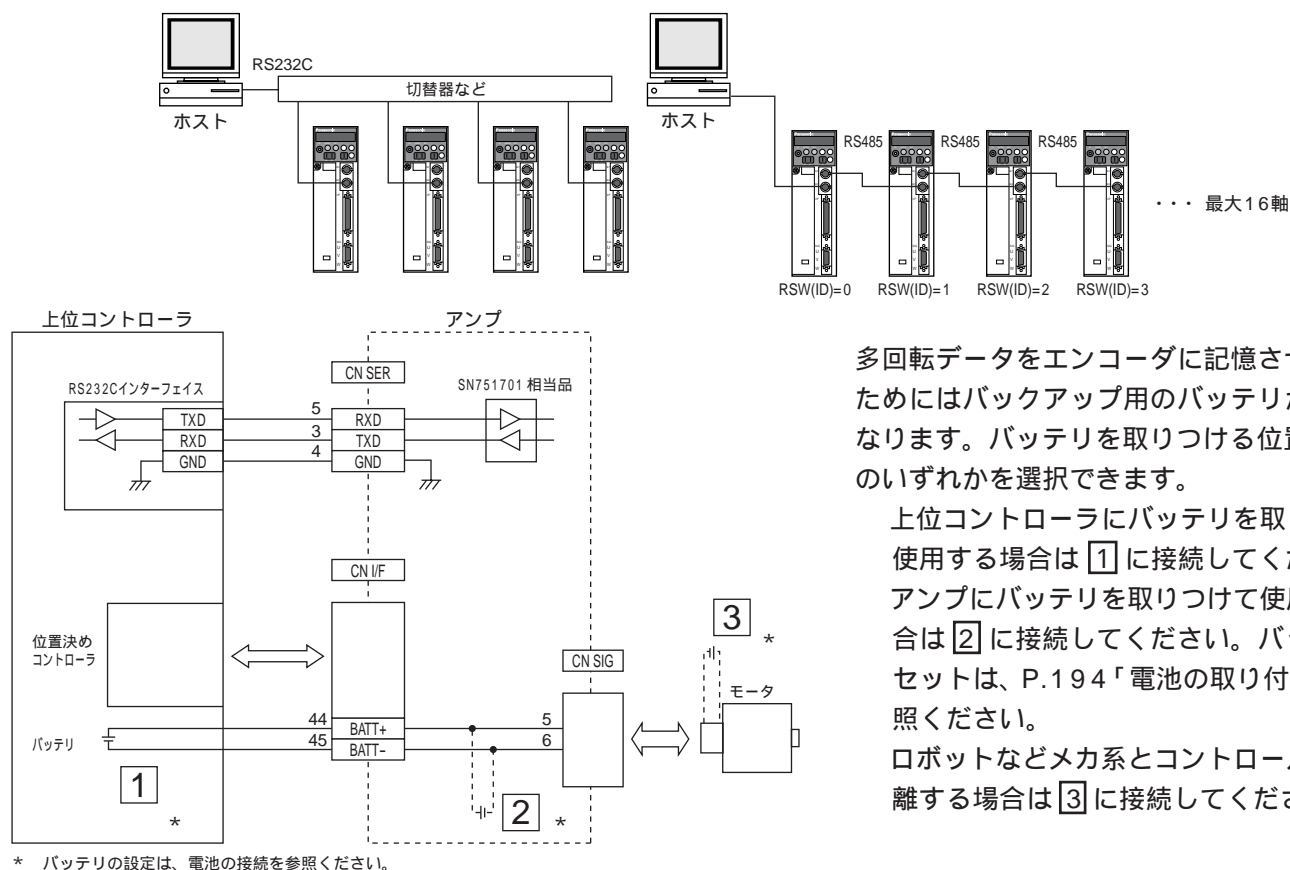 RS232C
切替器など
ホスト
ホスト
RS485
RS485
RS485
・・・ 最大16軸
RSW(ID)=0
RSW(ID)=1
RSW(ID)=2
RSW(ID)=3
上位コントローラ
アンプ
CN SER
RS232Cインターフェイス
SN751701 相当品
TXD
5
RXD
RXD
3
TXD
GND
4
GND
CN I/F
位置決め
コントローラ
CN SIG
3
*
モータ
バッテリ
44
BATT+
5
45
BATT-
6
1
*
2
*
* バッテリの設定は、電池の接続を参照ください。
多回転データをエンコーダに記憶させ
ためにはバックアップ用のバッテリ
なります。バッテリを取りつける位置
のいずれかを選択できます。
上位コントローラにバッテリを取
使用する場合は 1 に接続してく
アンプにバッテリを取りつけて使
合は 2 に接続してください。バ
セットは、P.194「電池の取り付
照ください。
ロボットなどメカ系とコントロー
離する場合は 3 に接続してくだ